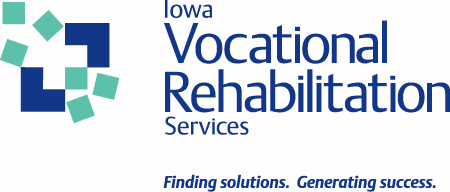 Iowa
Vocational
Rehabilitation
Services
Finding solutions. Generating success.